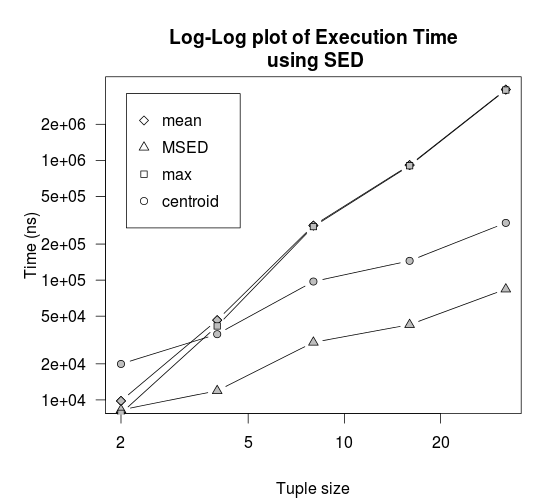 Log-Log plot of Execution Time
using SED
mean
MSED
max
centroid
Time (ns)
2e+06
1e+06
5e+05
2e+05
1e+05
5e+04
2e+04
1e+04
2 5 10 20
Tuple size